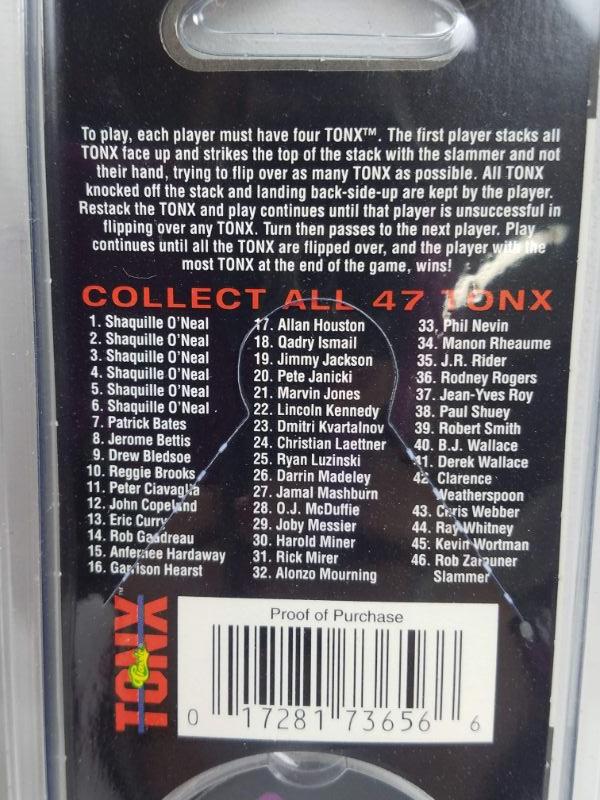 To play, each player must have four TONX™. The first player stacks all
TONX face up and strikes the top of the stack with the slammer and not
their hand, trying to flip over as many TONX as possible. All TONX
knocked off the stack and landing back-side-up are kept by the player.
Restack the TONX and play continues until that player is unsuccessful in
flipping over any TONX. Turn then passes to the next player. Play
continues until all the TONX are flipped over, and the player with the
most TONX at the end of the game, wins!
COLLECT ALL 47 TONX
1. Shaquille O'Neal
2. Shaquille O'Neal
3. Shaquille O'Neal
4. Shaquille O'Neal
5. Shaquille O'Neal
6. Shaquille O'Neal
7. Patrick Bates
8. Jerome Bettis
9. Drew Bledsoe
10. Reggie Brooks
11. Peter Ciavaglia
12. John Copeland
13. Eric Curry
14. Rob Gaudreau
15. Anfernee Hardaway
16. Garrison Hearst
17. Allan Houston
18. Qadry Ismail
19. Jimmy Jackson
20. Pete Janicki
21. Marvin Jones
22. Lincoln Kennedy
23. Dmitri Kvartalnov
24. Christian Laettner
25. Ryan Luzinski
26. Darrin Madeley
27. Jamal Mashburn
28. O.J. McDuffie
29. Joby Messier
30. Harold Miner
31. Rick Mirer
32. Alonzo Mourning
33. Phil Nevin
34. Manon Rheaume
35. J.R. Rider
36. Rodney Rogers
37. Jean-Yves Roy
38. Paul Shuey
39. Robert Smith
40. B.J. Wallace
41. Derek Wallace
42. Clarence
Weatherspoon
43. Chris Webber
44. Ray Whitney
45. Kevin Wortman
46. Rob Zamuner
Slammer
TONX™
Proof of Purchase
0 17281 73656 6